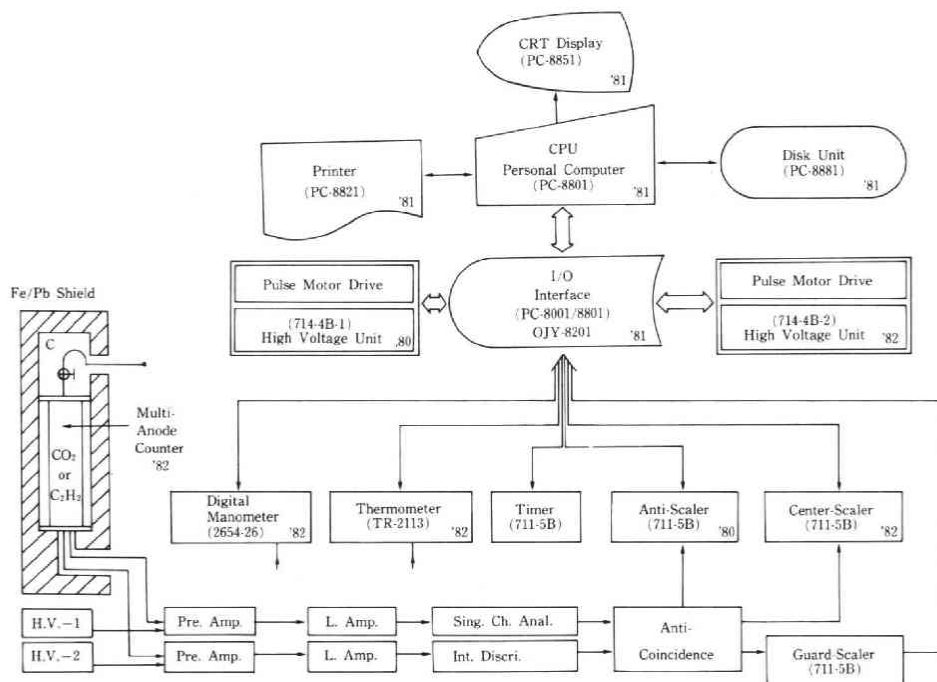 CRT Display
(PC-8851)
'81
CPU
Personal Computer
(PC-8801)
'81
Printer
(PC-8821)
'81
Disk Unit
(PC-8881)
'81
Pulse Motor Drive
(714-4B-1)
High Voltage Unit
'80
I/O
Interface
(PC-8001/8801)
OJY-8201
'81
Pulse Motor Drive
(714-4B-2)
High Voltage Unit
'82
Fe/Pb Shield
C
Multi-
Anode
Counter
'82
CO₂
or
C₂H₂
Digital
Manometer
(2654-26)
'82
Thermometer
(TR-2113)
'82
Timer
(711-5B)
Anti-Scaler
(711-5B)
'80
Center-Scaler
(711-5B)
'82
H.V.-1
Pre. Amp.
L. Amp.
Sing. Ch. Anal.
Anti-
Coincidence
H.V.-2
Pre. Amp.
L. Amp.
Int. Discri.
Guard-Scaler
(711-5B)